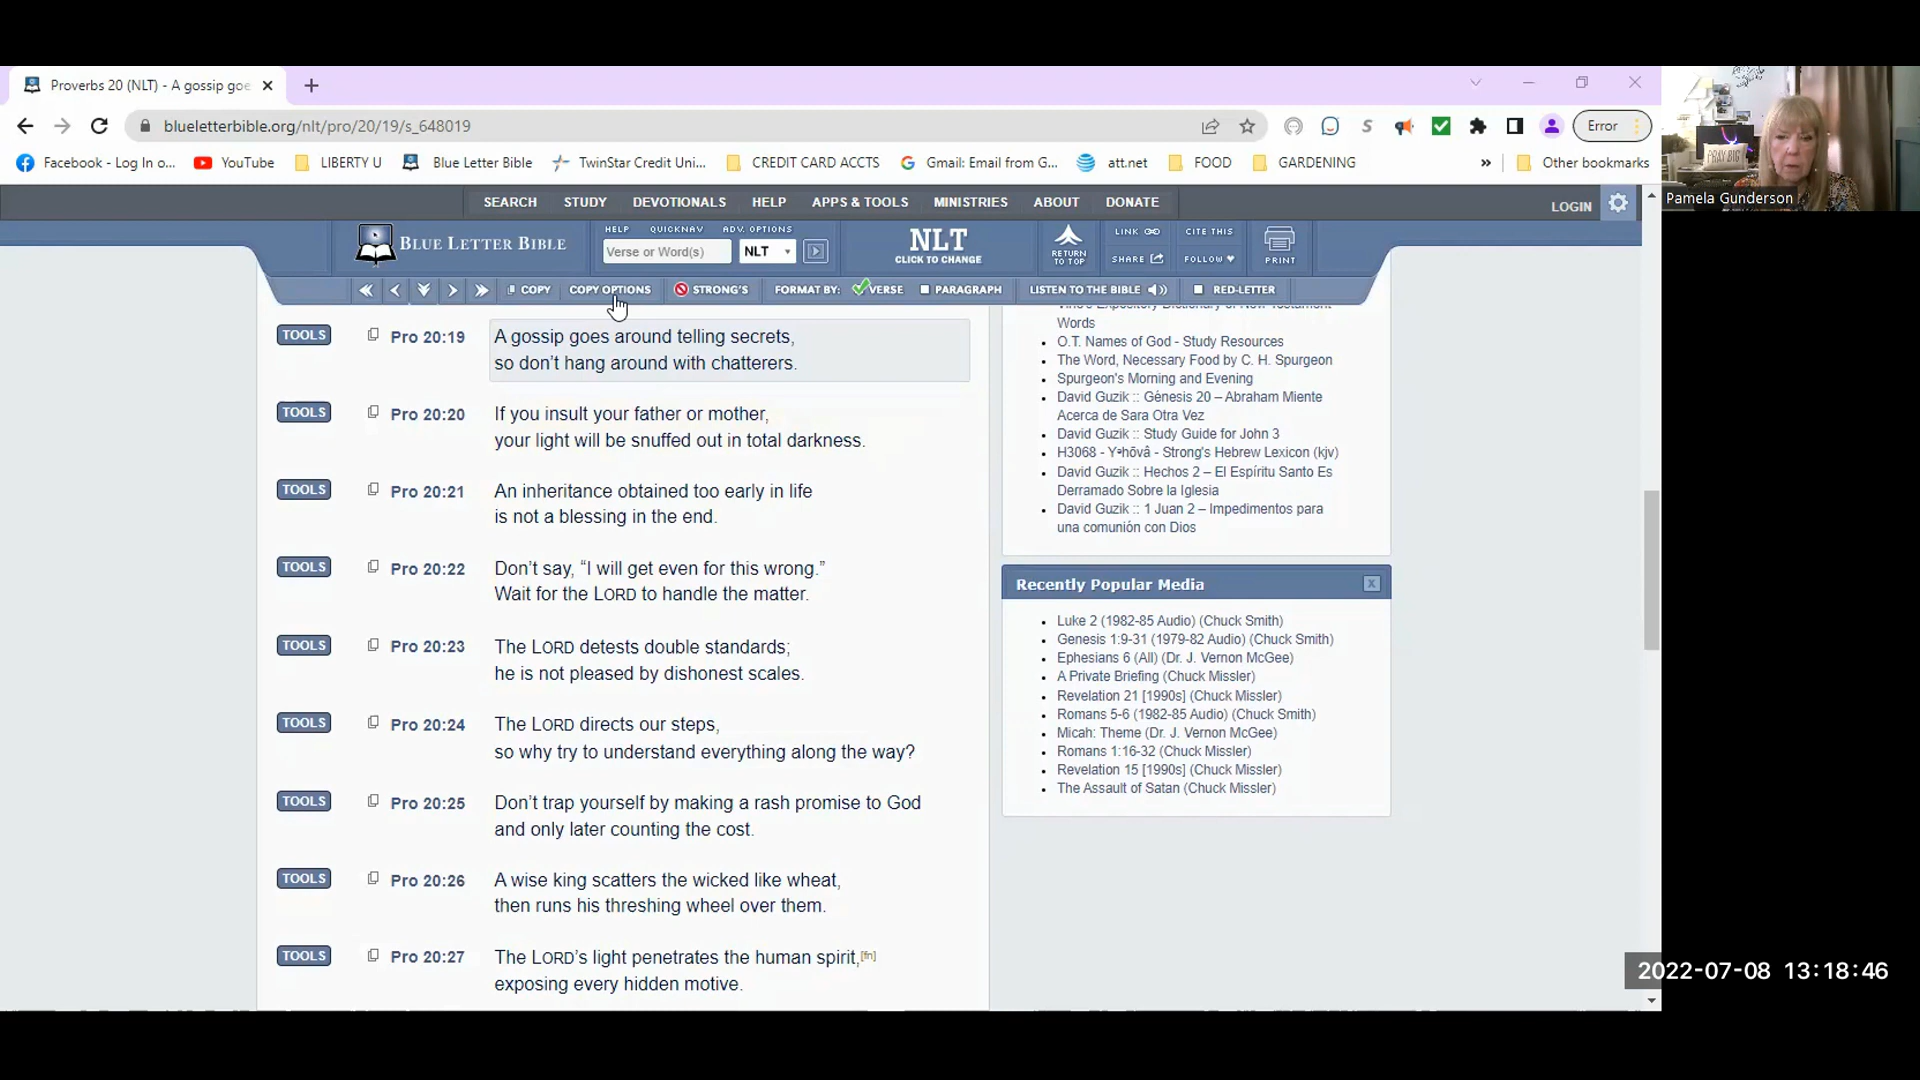 Proverbs 20 (NLT) - A gossip goe
blueletterbible.org/nlt/pro/20/19/s_648019
Error
Facebook - Log In o...
YouTube
LIBERTY U
Blue Letter Bible
TwinStar Credit Uni...
CREDIT CARD ACCTS
Gmail: Email from G...
att.net
FOOD
GARDENING
»
Other bookmarks
PRAY BIG
Pamela Gunderson
SEARCH STUDY DEVOTIONALS HELP APPS & TOOLS MINISTRIES ABOUT DONATE
LOGIN
BLUE LETTER BIBLE
HELP QUICKNAV ADV. OPTIONS
Verse or Word(s)
NLT
NLT
CLICK TO CHANGE
RETURN
TO TOP
LINK
CITE THIS
SHARE
FOLLOW
PRINT
COPY COPY OPTIONS STRONG'S FORMAT BY: VERSE PARAGRAPH LISTEN TO THE BIBLE RED-LETTER
TOOLS Pro 20:19 A gossip goes around telling secrets,
so don’t hang around with chatterers.
TOOLS Pro 20:20 If you insult your father or mother,
your light will be snuffed out in total darkness.
TOOLS Pro 20:21 An inheritance obtained too early in life
is not a blessing in the end.
TOOLS Pro 20:22 Don’t say, “I will get even for this wrong.”
Wait for the LORD to handle the matter.
TOOLS Pro 20:23 The LORD detests double standards;
he is not pleased by dishonest scales.
TOOLS Pro 20:24 The LORD directs our steps,
so why try to understand everything along the way?
TOOLS Pro 20:25 Don’t trap yourself by making a rash promise to God
and only later counting the cost.
TOOLS Pro 20:26 A wise king scatters the wicked like wheat,
then runs his threshing wheel over them.
TOOLS Pro 20:27 The LORD’s light penetrates the human spirit,[fn]
exposing every hidden motive.
Vine's Expository Dictionary of New Testament
Words
O.T. Names of God - Study Resources
The Word, Necessary Food by C. H. Spurgeon
Spurgeon's Morning and Evening
David Guzik :: Génesis 20 – Abraham Miente
Acerca de Sara Otra Vez
David Guzik :: Study Guide for John 3
H3068 - Yᵊhōvâ - Strong's Hebrew Lexicon (kjv)
David Guzik :: Hechos 2 – El Espíritu Santo Es
Derramado Sobre la Iglesia
David Guzik :: 1 Juan 2 – Impedimentos para
una comunión con Dios
Recently Popular Media
Luke 2 (1982-85 Audio) (Chuck Smith)
Genesis 1:9-31 (1979-82 Audio) (Chuck Smith)
Ephesians 6 (All) (Dr. J. Vernon McGee)
A Private Briefing (Chuck Missler)
Revelation 21 [1990s] (Chuck Missler)
Romans 5-6 (1982-85 Audio) (Chuck Smith)
Micah: Theme (Dr. J. Vernon McGee)
Romans 1:16-32 (Chuck Missler)
Revelation 15 [1990s] (Chuck Missler)
The Assault of Satan (Chuck Missler)
2022-07-08 13:18:46